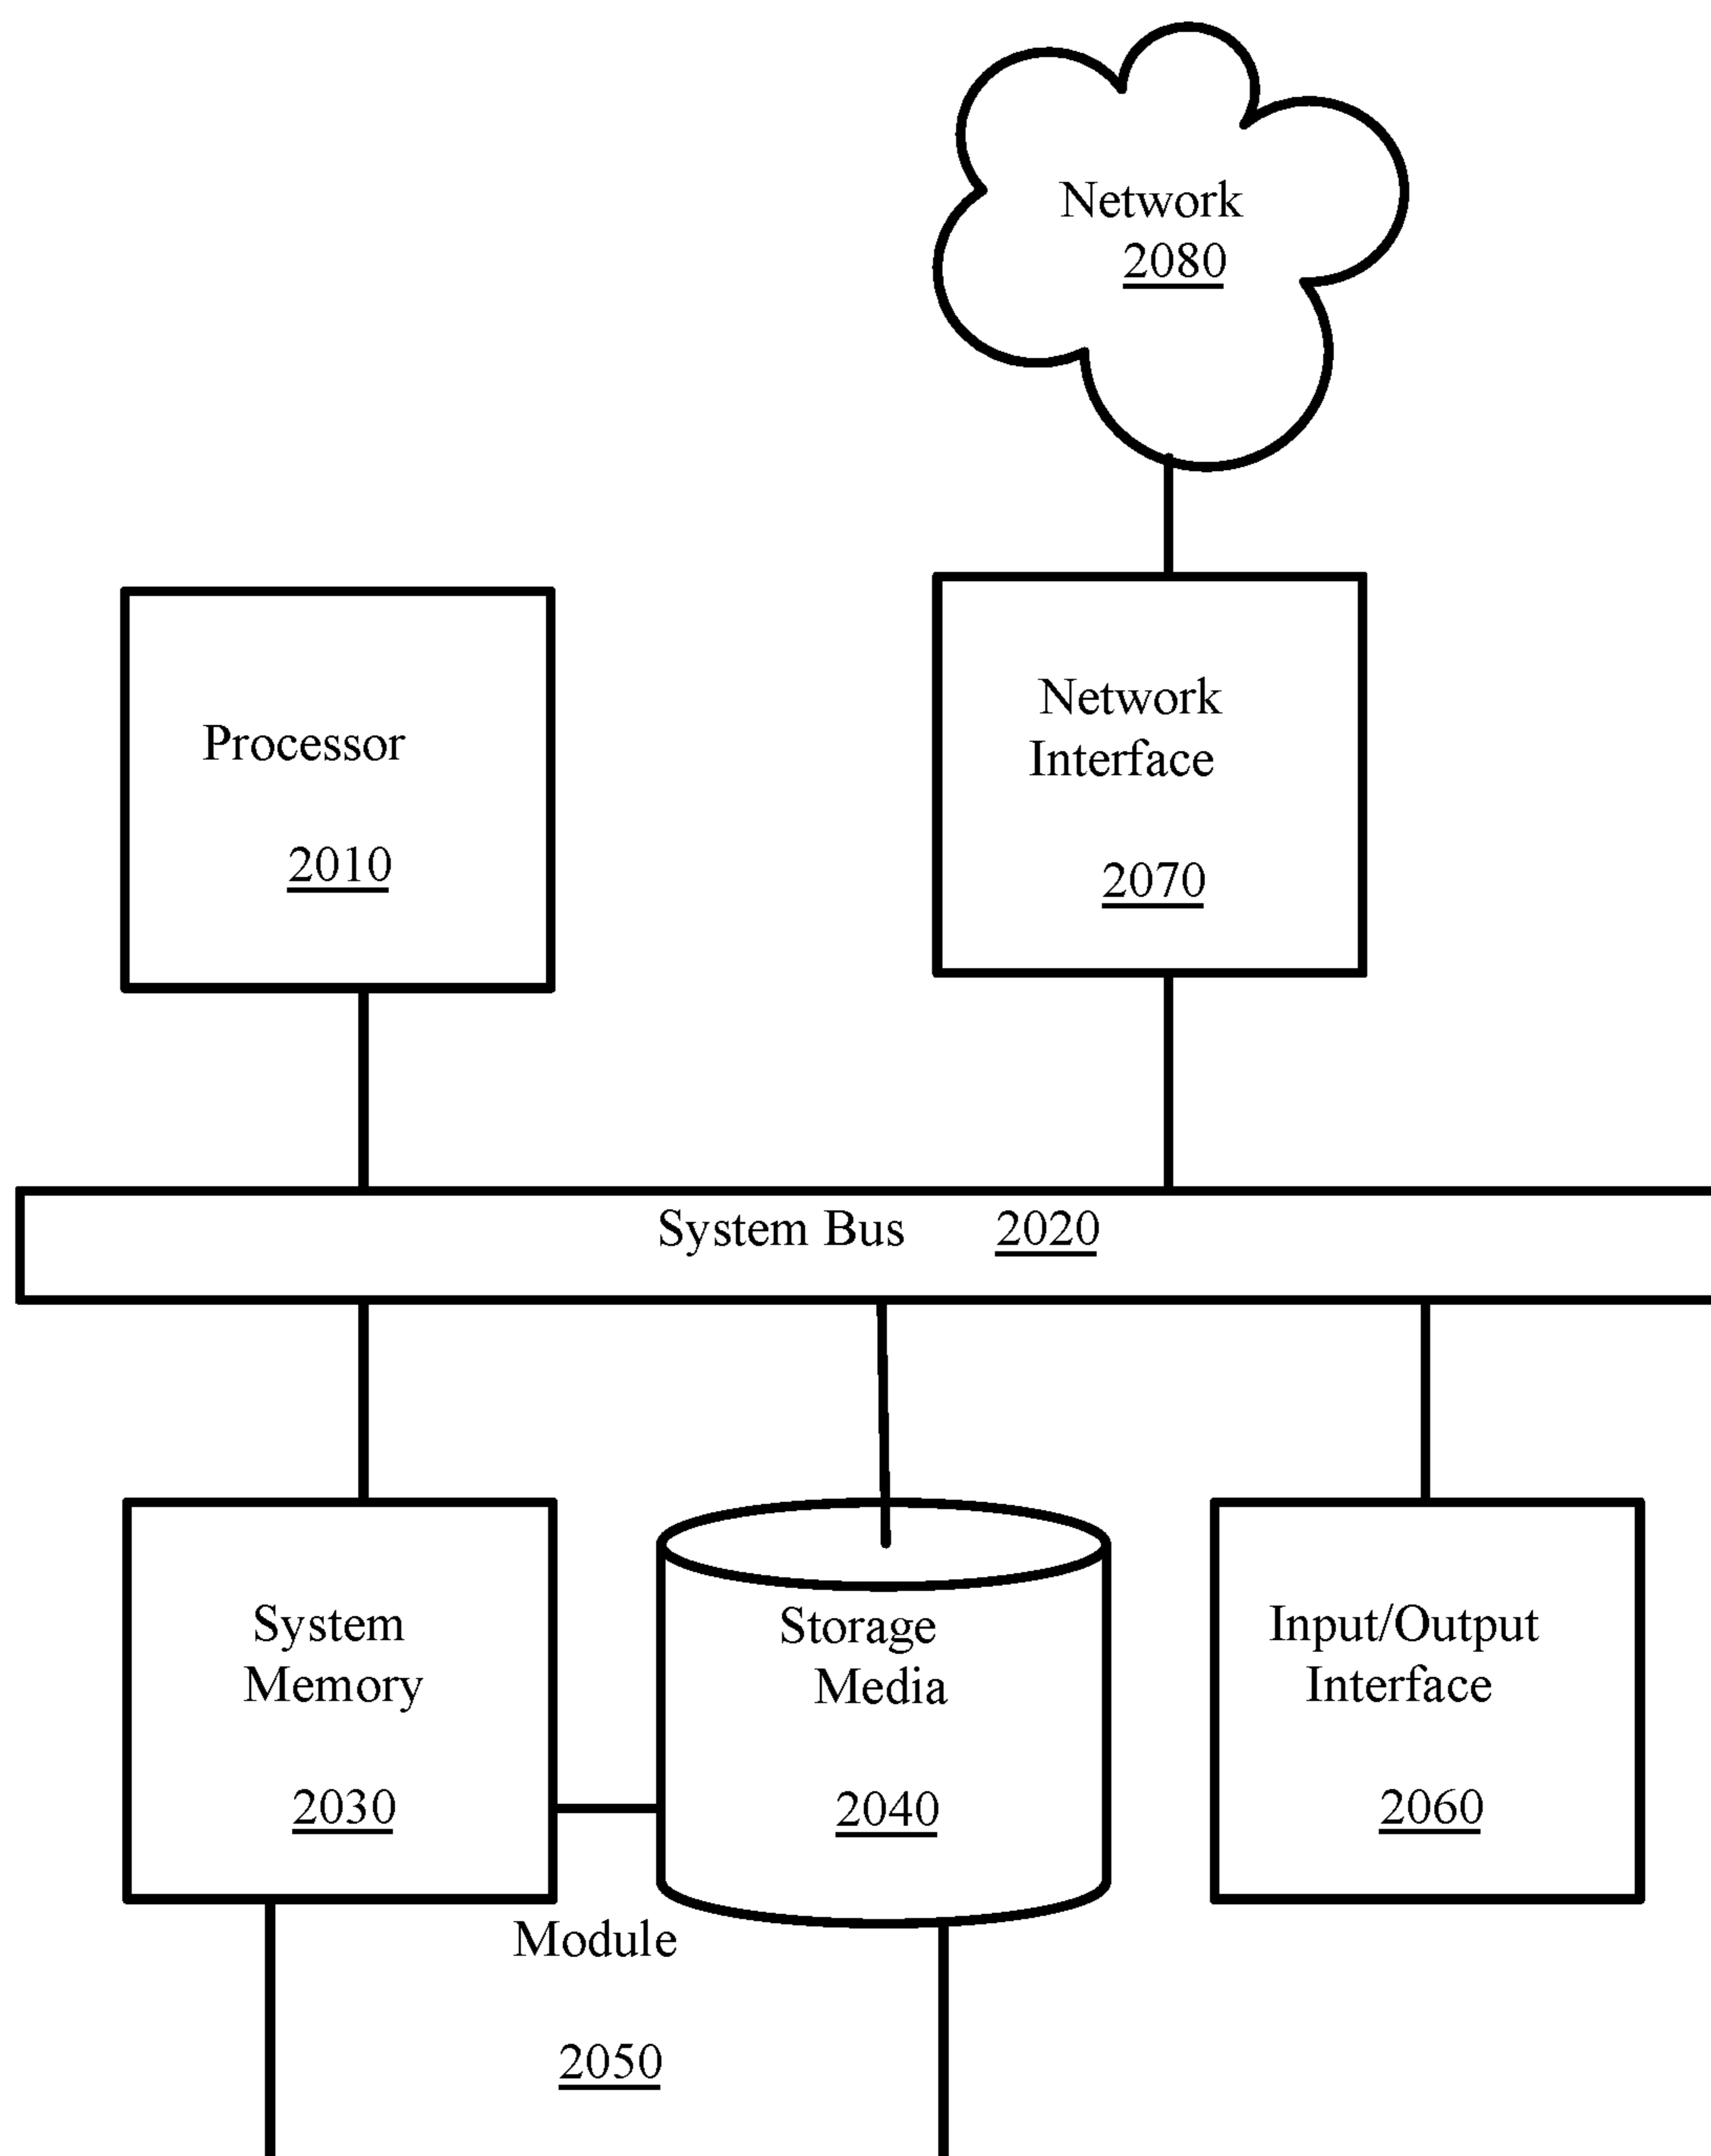 Network
2080
Processor
2010
Network
Interface
2070
System Bus 2020
System
Memory
2030
Storage
Media
2040
Input/Output
Interface
2060
Module
2050